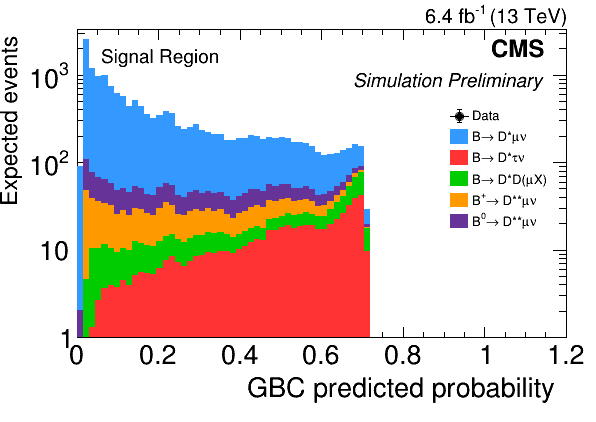 6.4 fb⁻¹ (13 TeV)
Signal Region
CMS
Simulation Preliminary
Data
B→ D*μν
B→ D*τν
B→ D*D(μX)
B⁺→ D**μν
B⁰→ D**μν
Expected events
10³
10²
10
1
0 0.2 0.4 0.6 0.8 1 1.2
GBC predicted probability